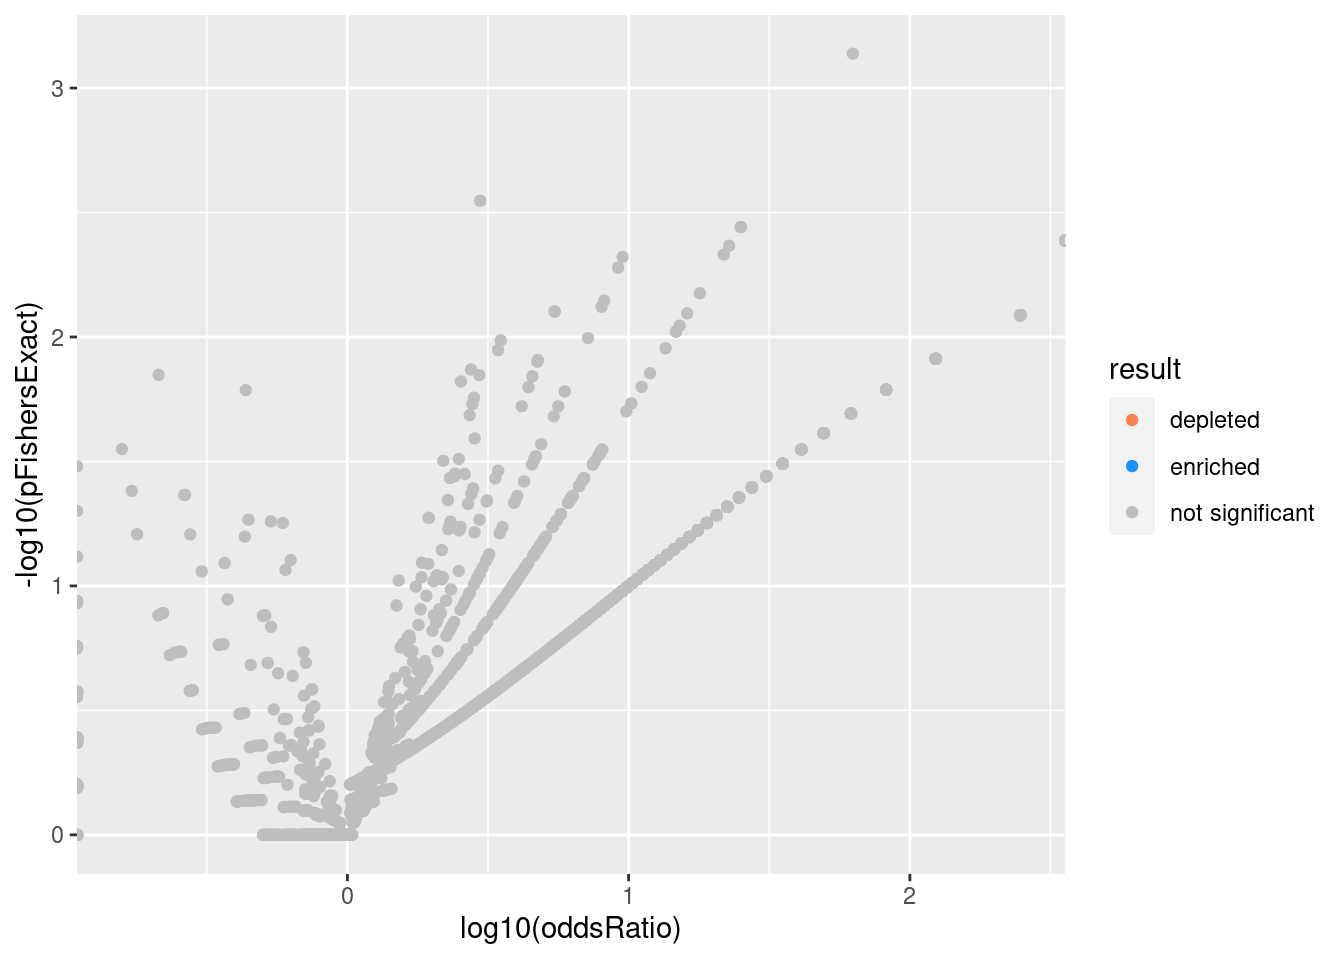 3
2
1
0
-log10(pFishersExact)
0
1
2
log10(oddsRatio)
result
depleted
enriched
not significant